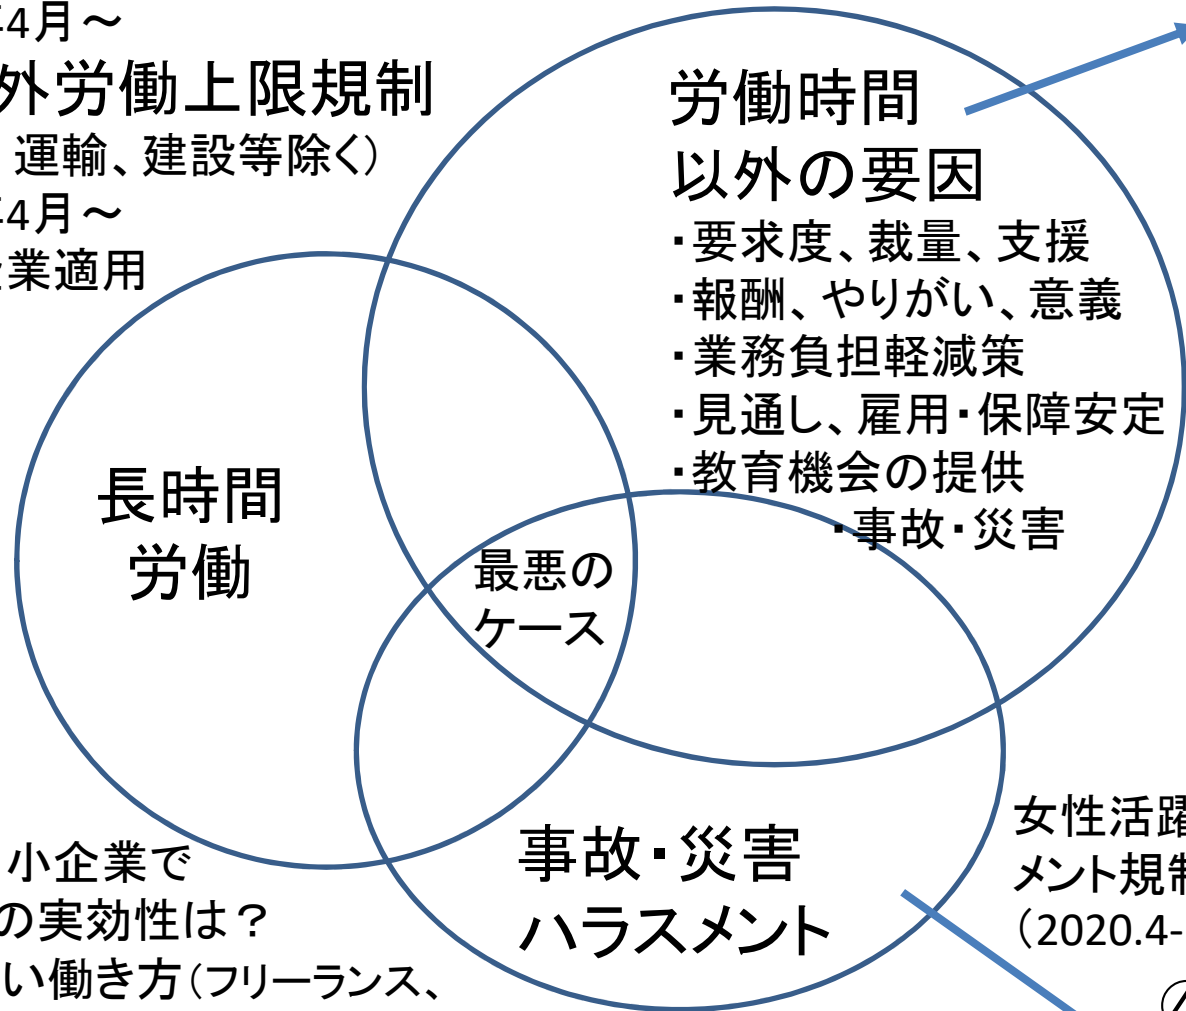 4月～
外労働上限規制
運輸、建設等除く）
4月～
業適用
労働時間
以外の要因
・要求度、裁量、支援
・報酬、やりがい、意義
・業務負担軽減策
・見通し、雇用・保障安定
・教育機会の提供
・事故・災害
長時間
労働
最悪の
ケース
事故・災害
ハラスメント
小企業で
の実効性は？
い働き方（フリーランス、
女性活躍
メント規制
（2020.4-